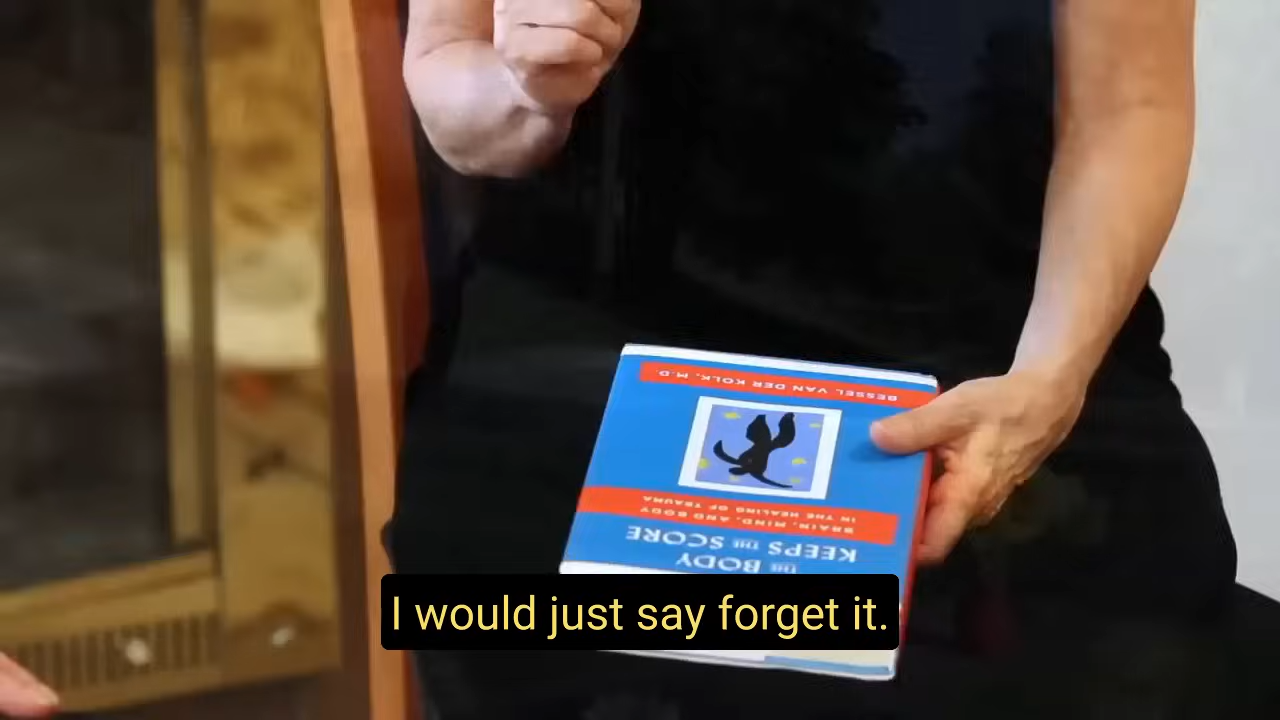 THE BODY
KEEPS THE SCORE
BRAIN, MIND, AND BODY
IN THE HEALING OF TRAUMA
BESSEL VAN DER KOLK, M.D.
I would just say forget it.